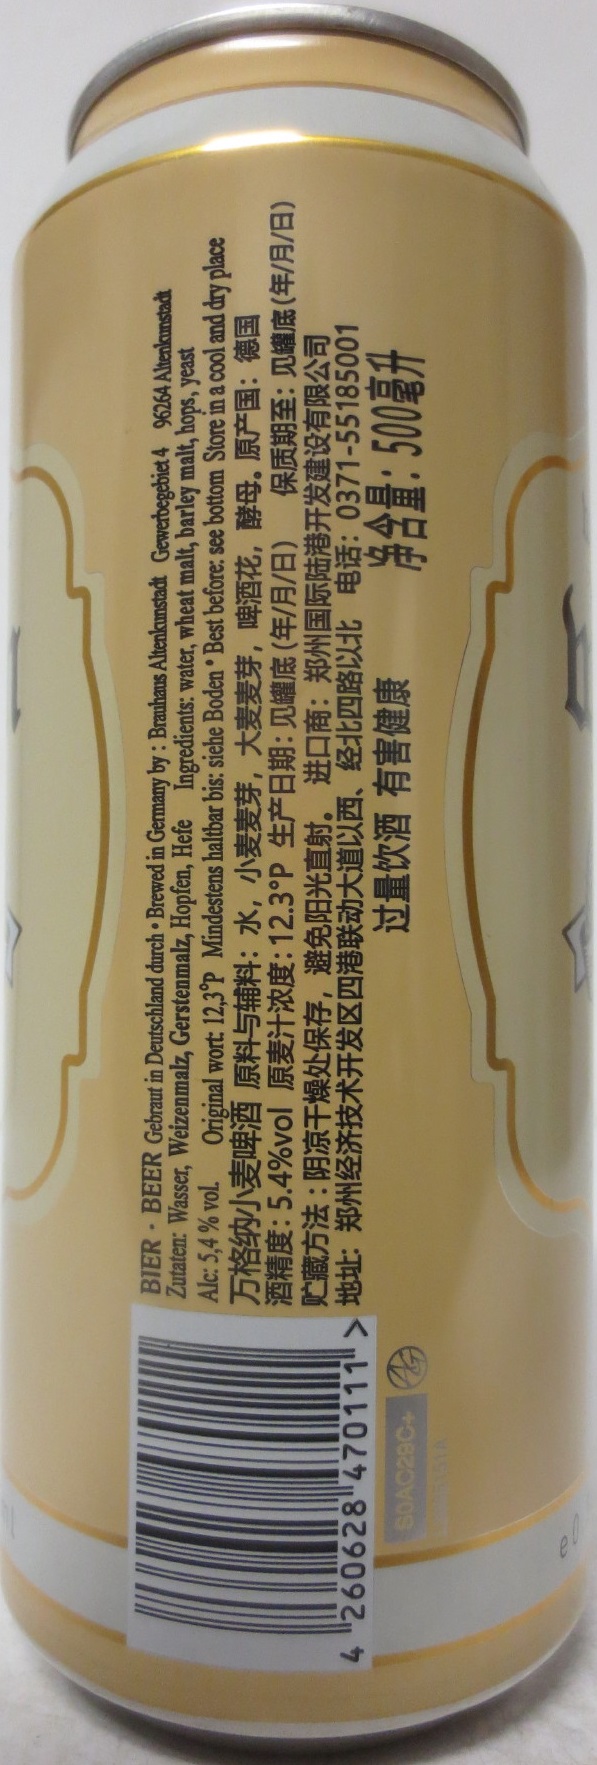 BIER · BEER Gebraut in Deutschland durch • Brewed in Germany by : Brauhaus Altenkunstadt Gewerbegebiet 4 96264 Altenkunstadt
Zutaten: Wasser, Weizenmalz, Gerstenmalz, Hopfen, Hefe Ingredients: water, wheat malt, barley malt, hops, yeast
Alc: 5,4 % vol. Original wort: 12,3°P Mindestens haltbar bis: siehe Boden • Best before: see bottom Store in a cool and dry place
万格纳小麦啤酒 原料与辅料：水，小麦麦芽，大麦麦芽，啤酒花，酵母。原产国：德国
酒精度：5.4%vol 原麦汁浓度：12.3°P 生产日期：见罐底（年/月/日） 保质期至：见罐底（年/月/日）
贮藏方法：阴凉干燥处保存，避免阳光直射。 进口商：郑州国际陆港开发建设有限公司
地址：郑州经济技术开发区四港联动大道以西、经北四路以北 电话：0371-55185001
过量饮酒 有害健康 净含量：500毫升
4 260628 470111 >